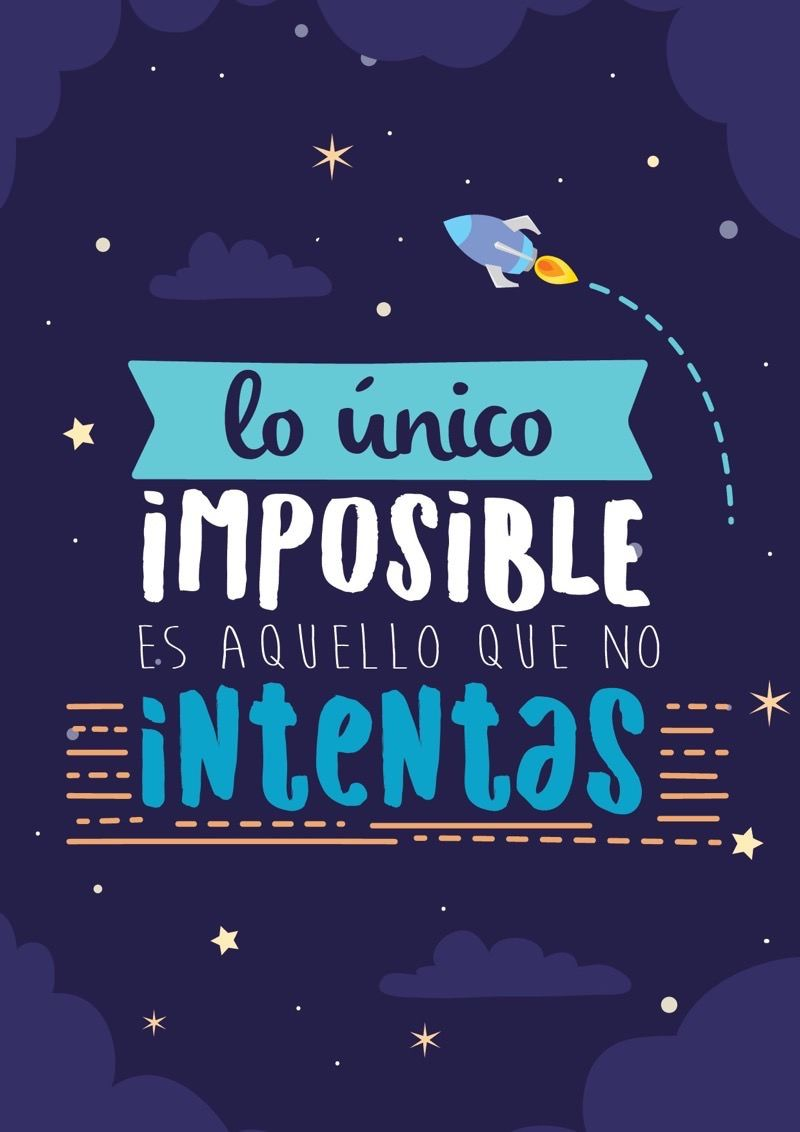 lo único
iMPOSiBLE
ES AQUELLO QUE NO
iNteNtas